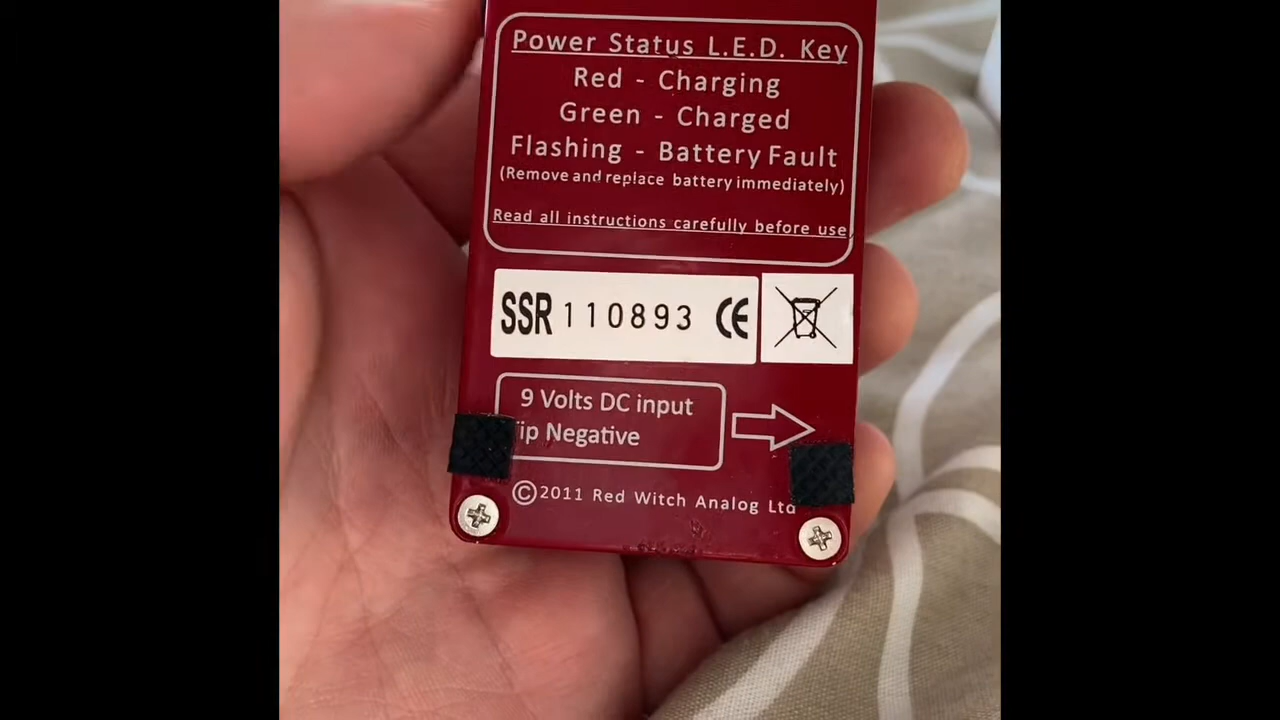 Power Status L.E.D. Key
Red - Charging
Green - Charged
Flashing - Battery Fault
(Remove and replace battery immediately)
Read all instructions carefully before use
SSR 110893 CE
9 Volts DC input
ip Negative
©2011 Red Witch Analog Ltd